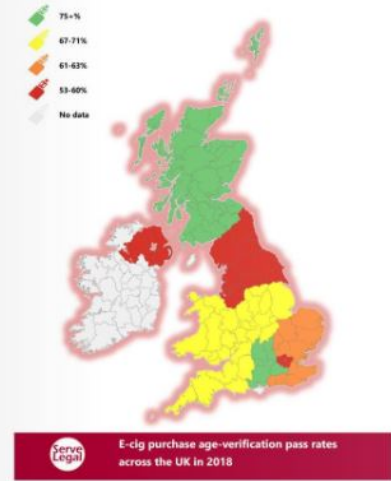 75+%
67-71%
61-63%
53-60%
No data
Serve
Legal
E-cig purchase age-verification pass rates
across the UK in 2018